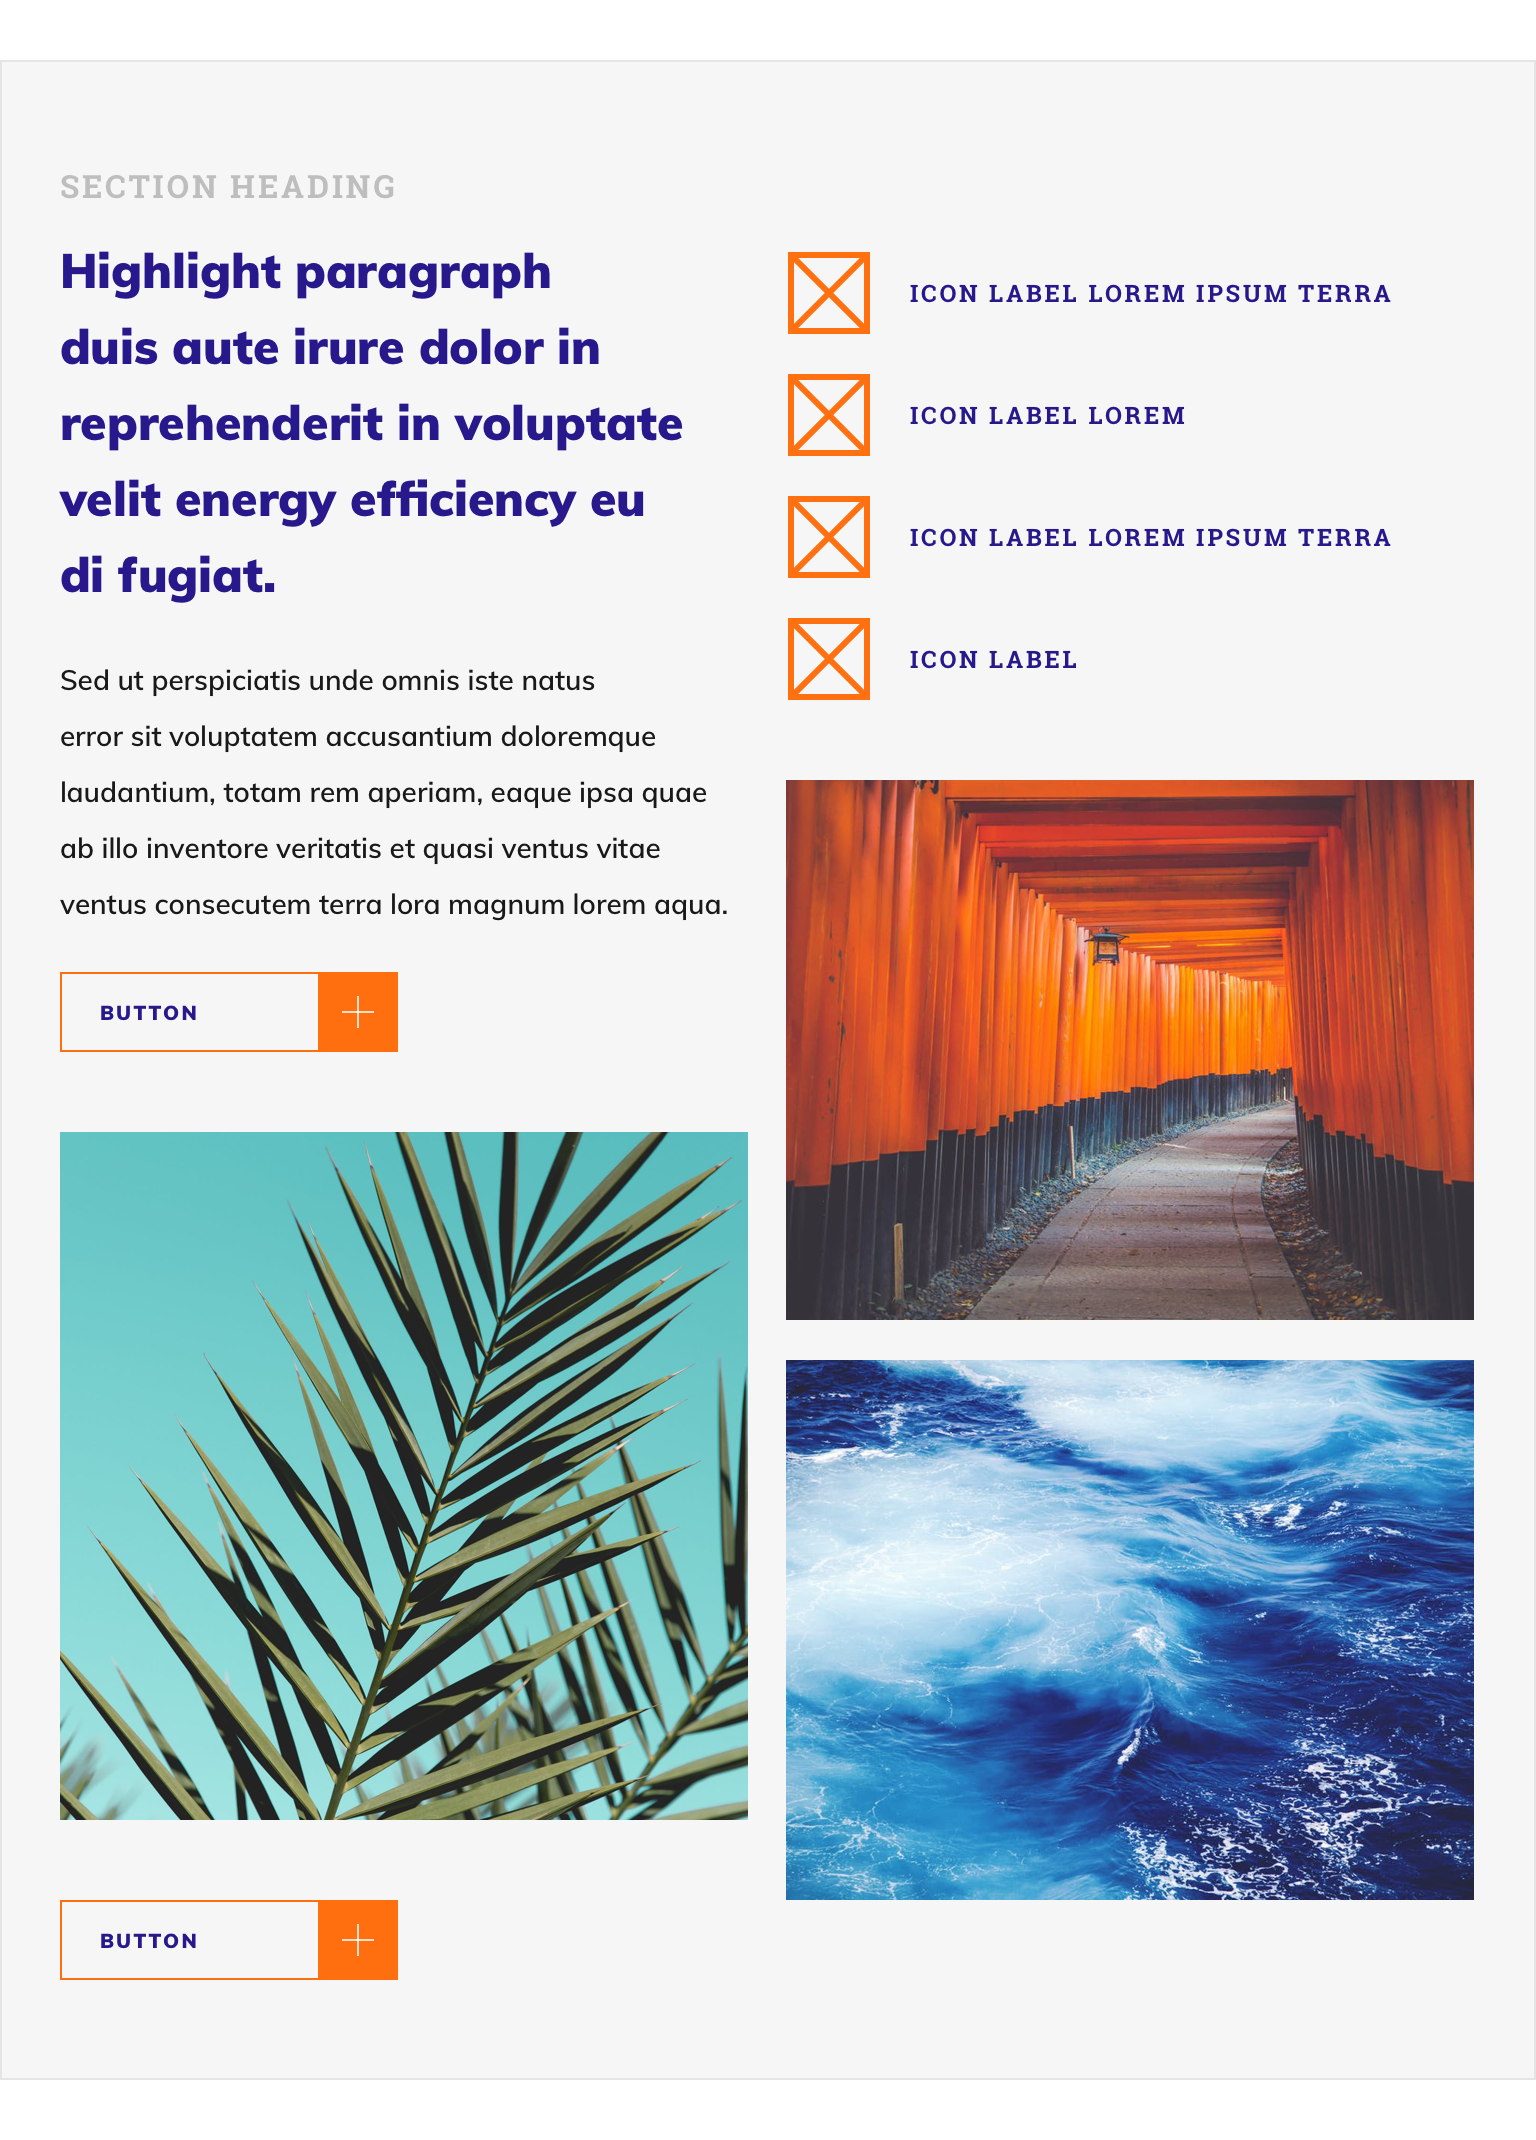 SECTION HEADING
Highlight paragraph
duis aute irure dolor in
reprehenderit in voluptate
velit energy efficiency eu
di fugiat.
Sed ut perspiciatis unde omnis iste natus
error sit voluptatem accusantium doloremque
laudantium, totam rem aperiam, eaque ipsa quae
ab illo inventore veritatis et quasi ventus vitae
ventus consecutem terra lora magnum lorem aqua.
BUTTON
BUTTON
ICON LABEL LOREM IPSUM TERRA
ICON LABEL LOREM
ICON LABEL LOREM IPSUM TERRA
ICON LABEL